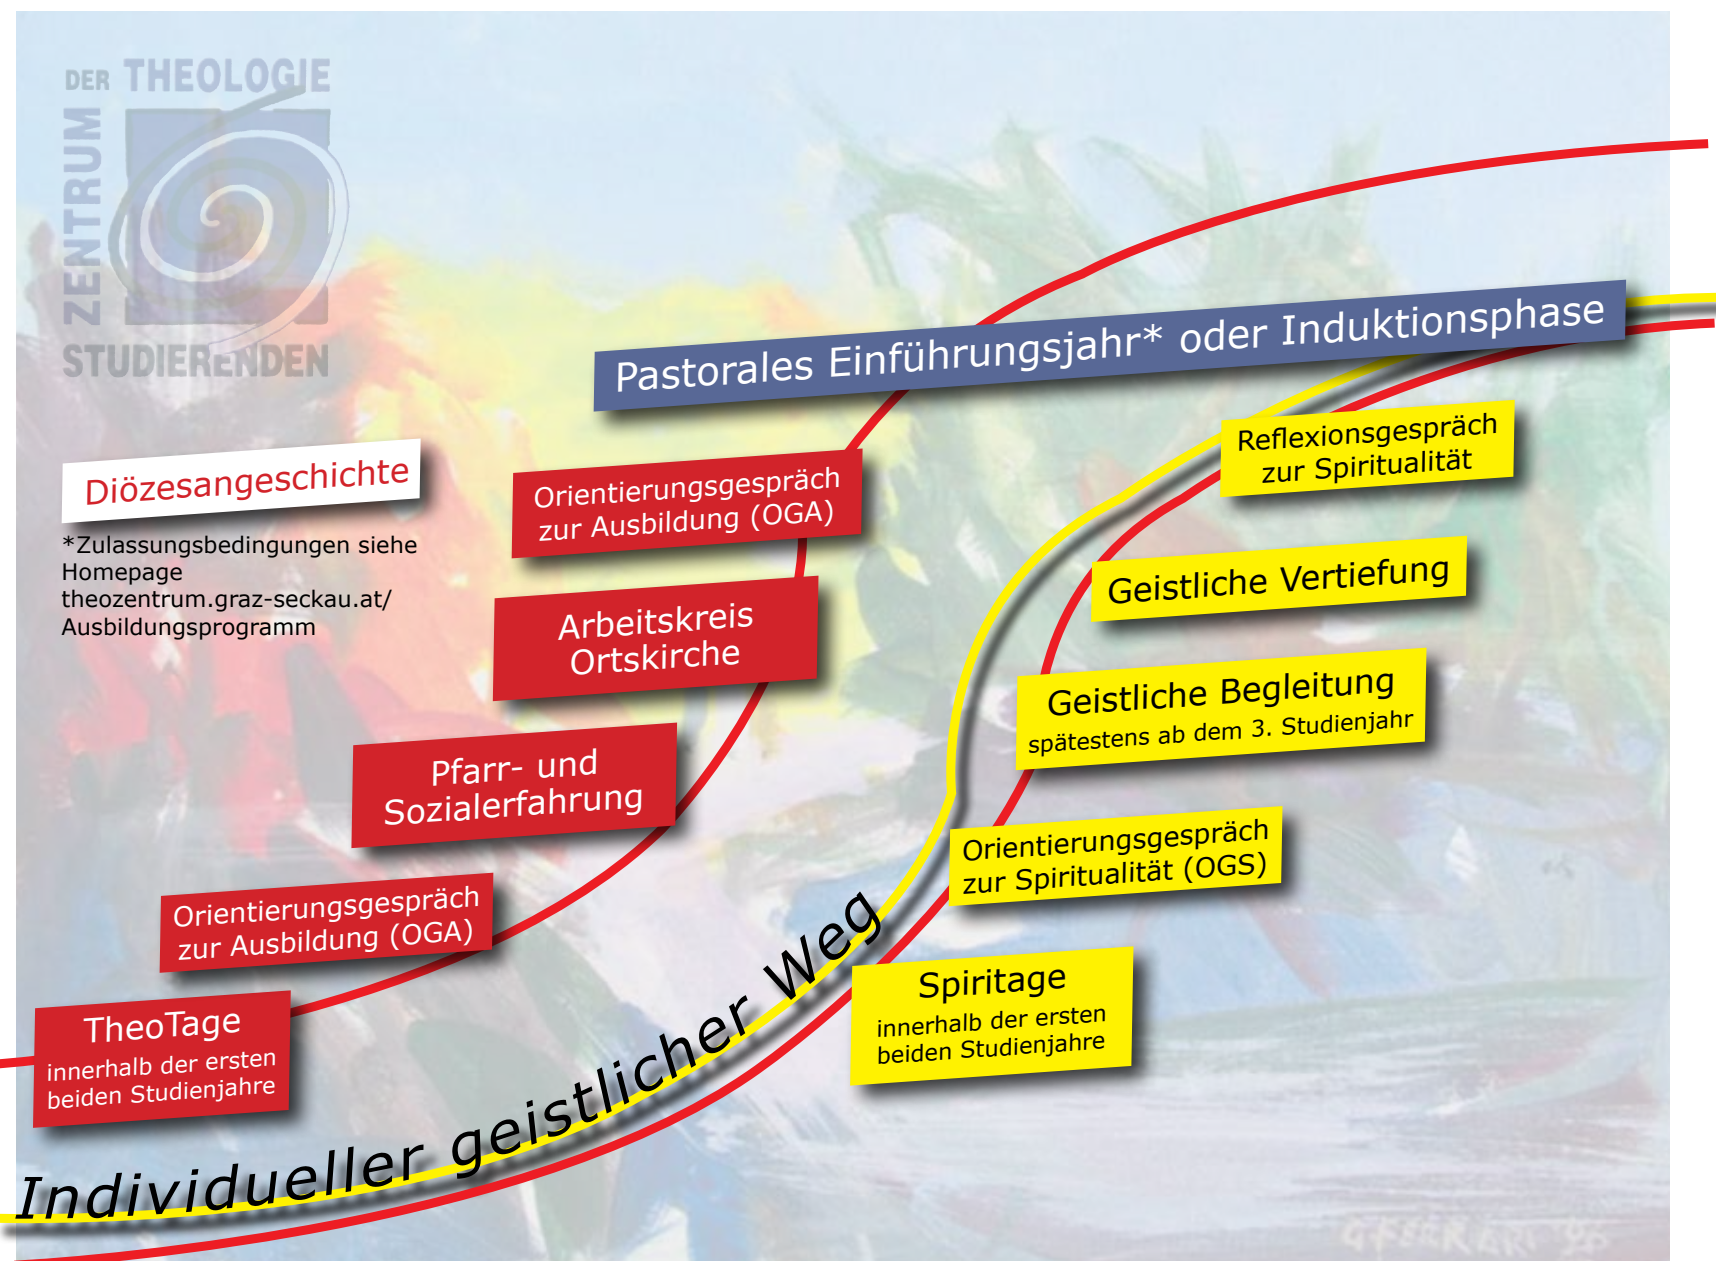 DER THEOLOGIE
ZENTRUM
STUDIERENDEN
Pastorales Einführungsjahr* oder Induktionsphase
Diözesangeschichte
*Zulassungsbedingungen siehe
Homepage
theozentrum.graz-seckau.at/
Ausbildungsprogramm
Orientierungsgespräch
zur Ausbildung (OGA)
Arbeitskreis
Ortskirche
Pfarr- und
Sozialerfahrung
Orientierungsgespräch
zur Ausbildung (OGA)
TheoTage
innerhalb der ersten
beiden Studienjahre
Individueller geistlicher Weg
Reflexionsgespräch
zur Spiritualität
Geistliche Vertiefung
Geistliche Begleitung
spätestens ab dem 3. Studienjahr
Orientierungsgespräch
zur Spiritualität (OGS)
Spiritage
innerhalb der ersten
beiden Studienjahre